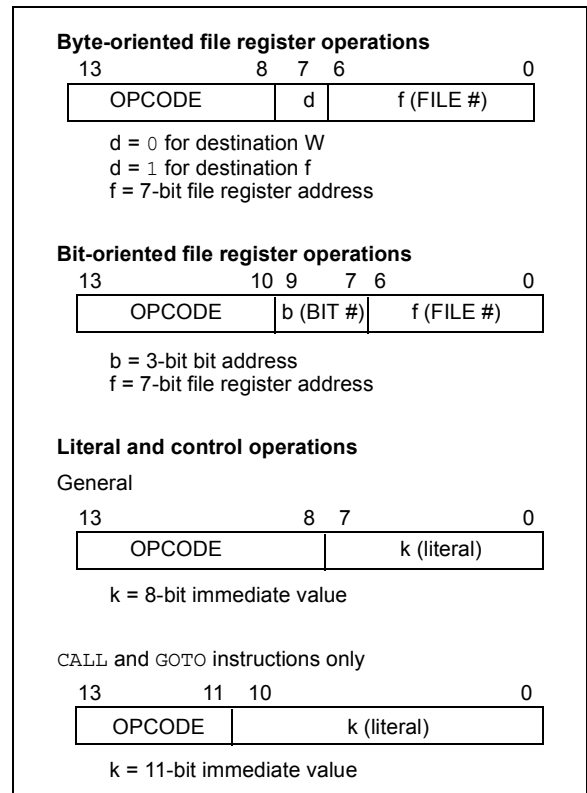 Byte-oriented file register operations
13 8 7 6 0
OPCODE d f (FILE #)
d = 0 for destination W
d = 1 for destination f
f = 7-bit file register address
Bit-oriented file register operations
13 10 9 7 6 0
OPCODE b (BIT #) f (FILE #)
b = 3-bit bit address
f = 7-bit file register address
Literal and control operations
General
13 8 7 0
OPCODE k (literal)
k = 8-bit immediate value
CALL and GOTO instructions only
13 11 10 0
OPCODE k (literal)
k = 11-bit immediate value